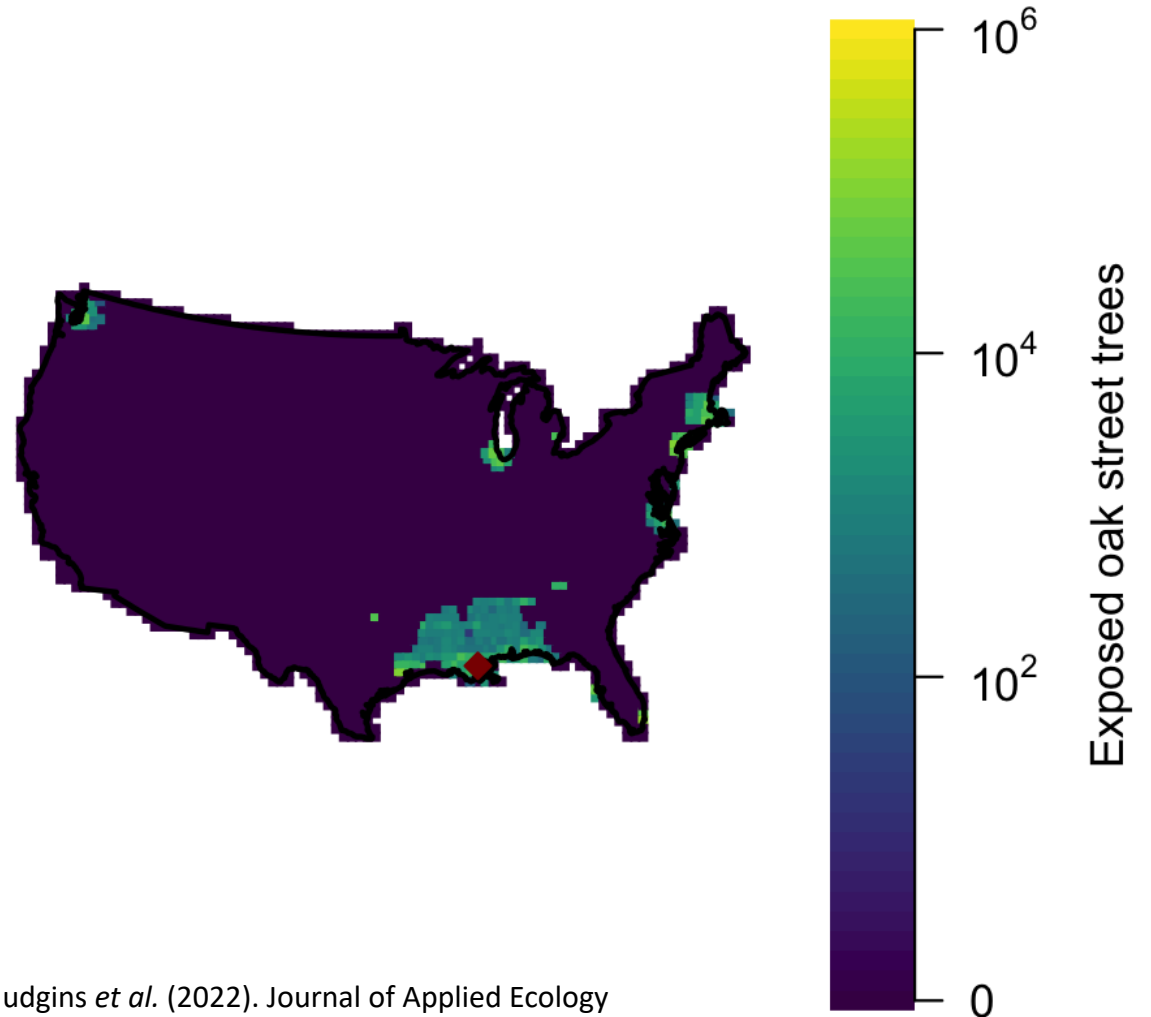 10⁶
10⁴
10²
0
Exposed oak street trees
udgins et al. (2022). Journal of Applied Ecology